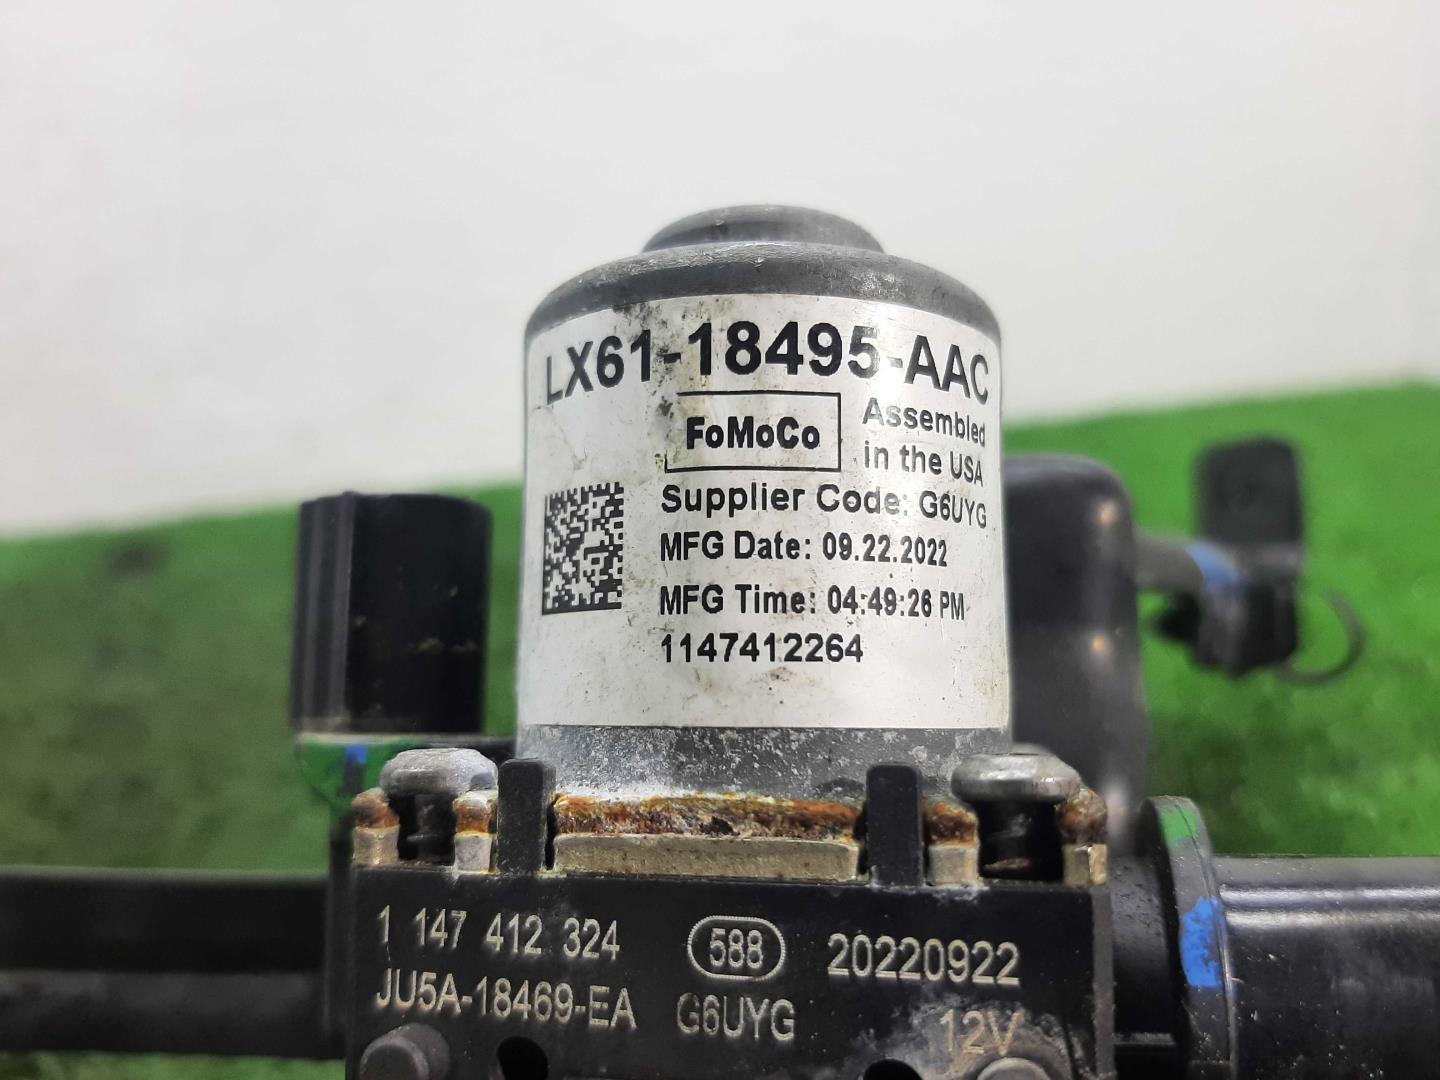 LX61-18495-AAC
FoMoCo
Assembled
in the USA
Supplier Code: G6UYG
MFG Date: 09.22.2022
MFG Time: 04:49:26 PM
1147412264
1 147 412 324 588 20220922
JU5A-18469-EA G6UYG 12V